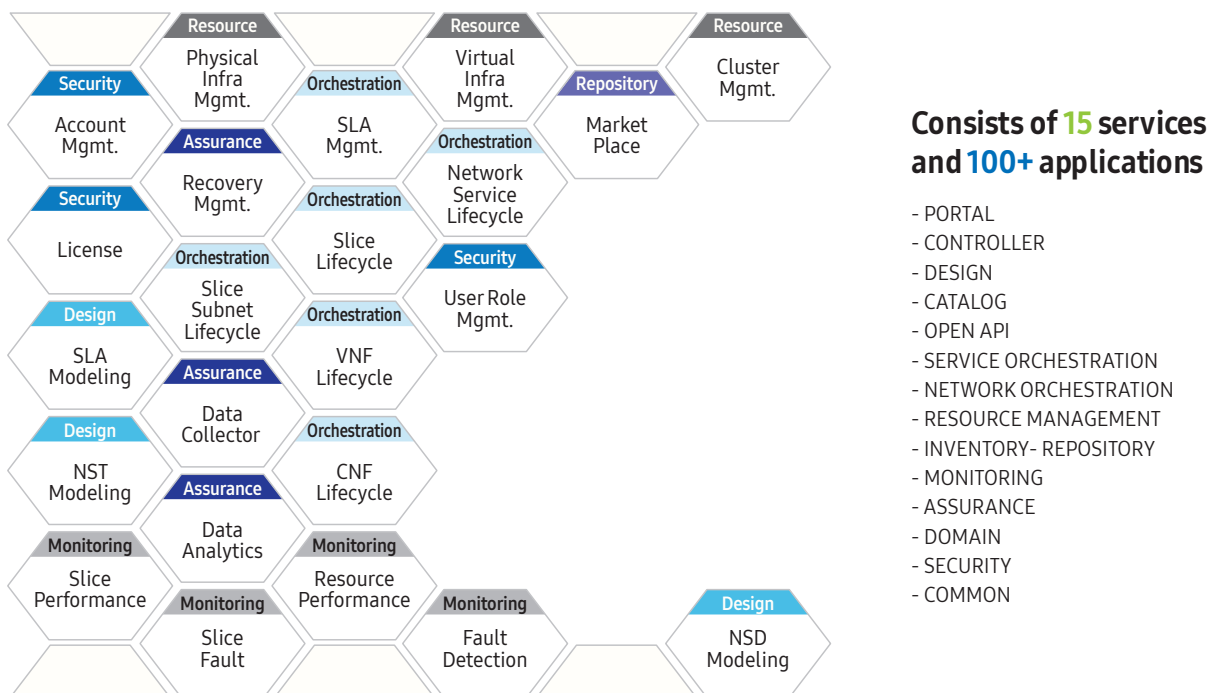 Resource
Physical
Infra
Mgmt.
Resource
Virtual
Infra
Mgmt.
Resource
Cluster
Mgmt.
Security
Account
Mgmt.
Orchestration
SLA
Mgmt.
Repository
Market
Place
Assurance
Recovery
Mgmt.
Orchestration
Network
Service
Lifecycle
Security
License
Orchestration
Slice
Lifecycle
Orchestration
Slice
Subnet
Lifecycle
Security
User Role
Mgmt.
Design
SLA
Modeling
Orchestration
VNF
Lifecycle
Assurance
Data
Collector
Design
NST
Modeling
Orchestration
CNF
Lifecycle
Assurance
Data
Analytics
Monitoring
Slice
Performance
Monitoring
Resource
Performance
Monitoring
Slice
Fault
Monitoring
Fault
Detection
Design
NSD
Modeling
Consists of 15 services
and 100+ applications
- PORTAL
- CONTROLLER
- DESIGN
- CATALOG
- OPEN API
- SERVICE ORCHESTRATION
- NETWORK ORCHESTRATION
- RESOURCE MANAGEMENT
- INVENTORY- REPOSITORY
- MONITORING
- ASSURANCE
- DOMAIN
- SECURITY
- COMMON